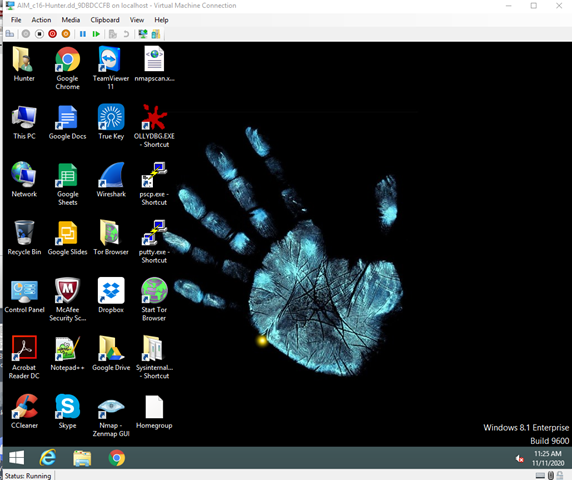 AIM_c16-Hunter.dd_9DBDCCFB on localhost - Virtual Machine Connection
File Action Media Clipboard View Help
Hunter
Google
Chrome
TeamViewer
11
nmapscan.x...
This PC
Google Docs
True Key
OLLYDBG.EXE
- Shortcut
Network
Google
Sheets
Wireshark
pscp.exe -
Shortcut
Recycle Bin
Google Slides
Tor Browser
putty.exe -
Shortcut
Control Panel
McAfee
Security Sc...
Dropbox
Start Tor
Browser
Acrobat
Reader DC
Notepad++
Google Drive
Sysinternal...
- Shortcut
CCleaner
Skype
Nmap -
Zenmap GUI
Homegroup
Windows 8.1 Enterprise
Build 9600
11:25 AM
11/11/2020
Status: Running